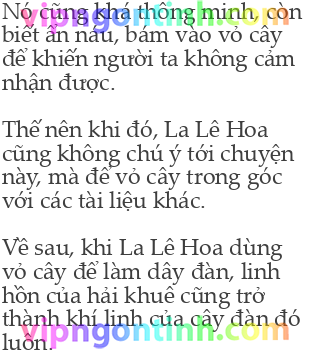 Nó cũng khá thông minh, còn
biết ẩn náu, bám vào vỏ cây
để khiến người ta không cảm
nhận được.
Thế nên khi đó, La Lê Hoa
cũng không chú ý tới chuyện
này, mà để vỏ cây trong góc
với các tài liệu khác.
Về sau, khi La Lê Hoa dùng
vỏ cây để làm dây đàn, linh
hồn của hải khuê cũng trở
thành khí linh của cây đàn đó
luôn.
vipngontinh.com
vipngontinh.com